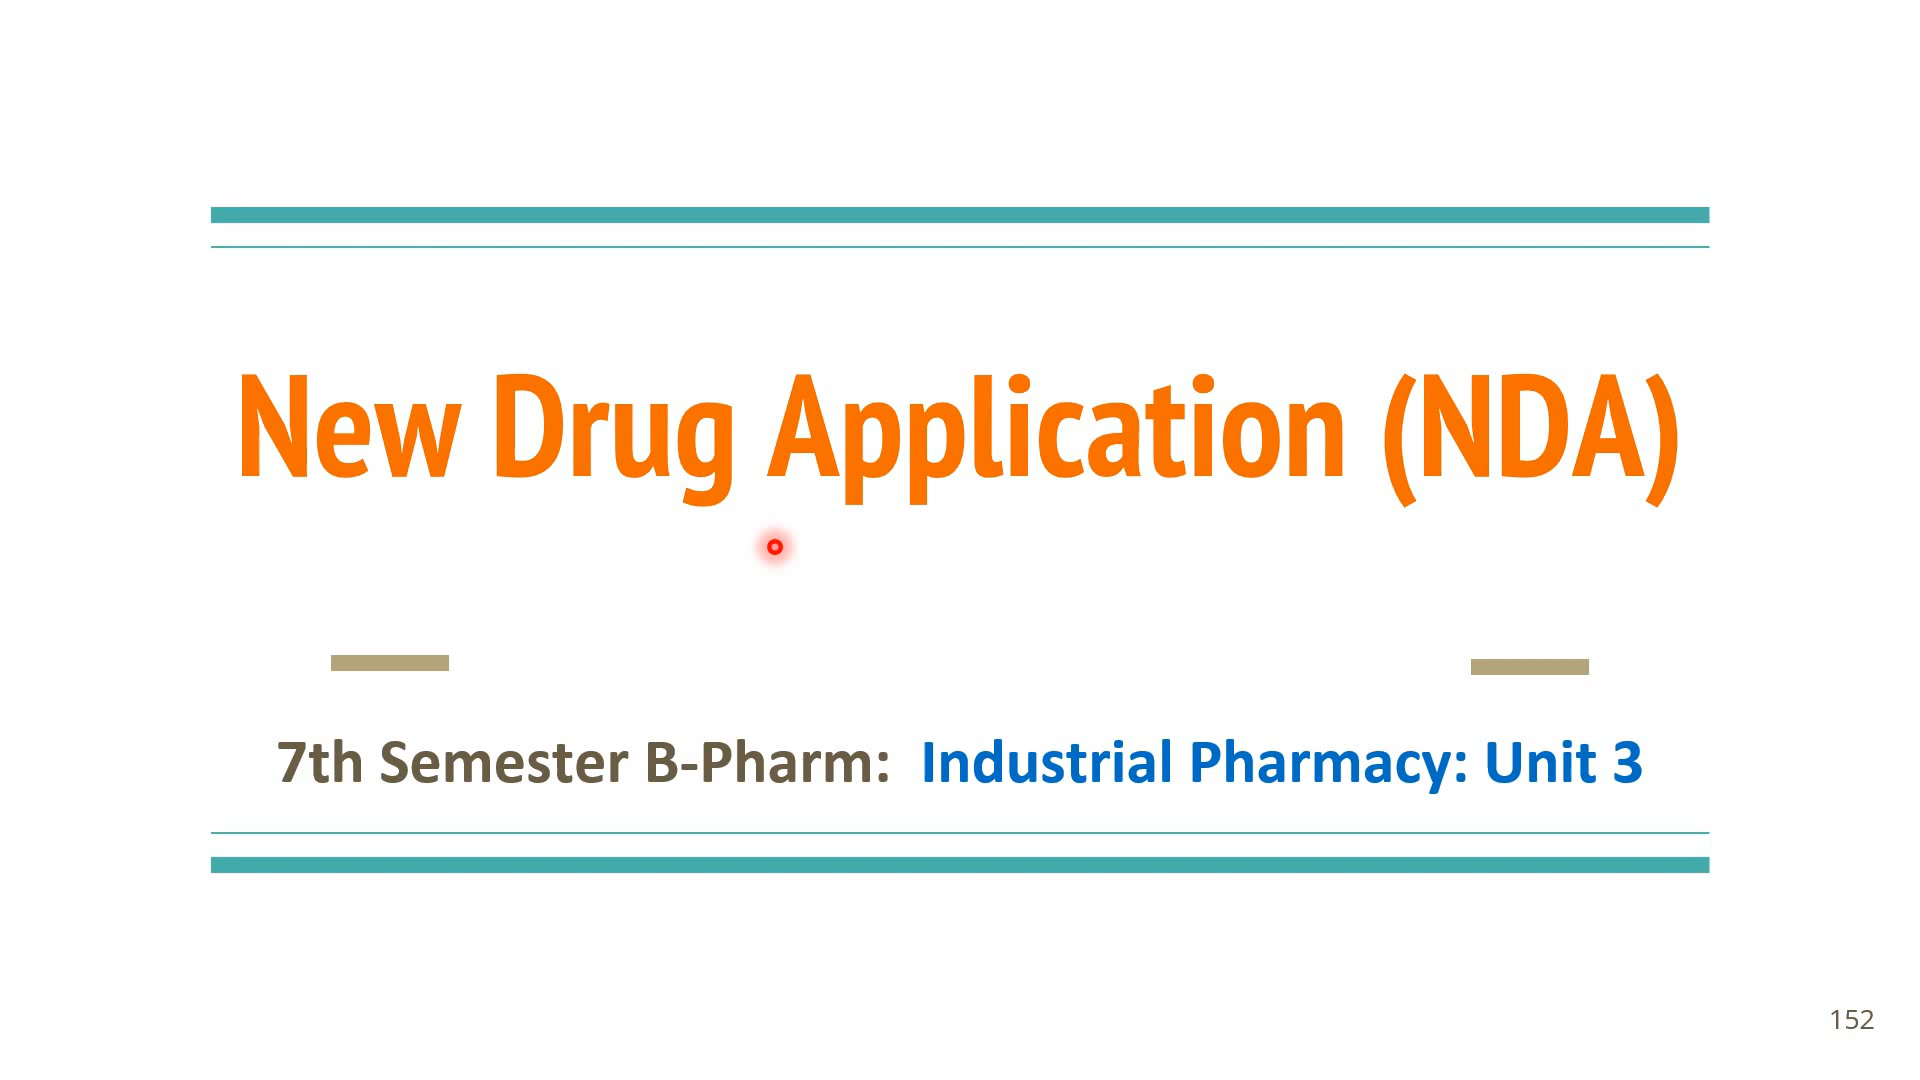 New Drug Application (NDA)
7th Semester B-Pharm: Industrial Pharmacy: Unit 3
152